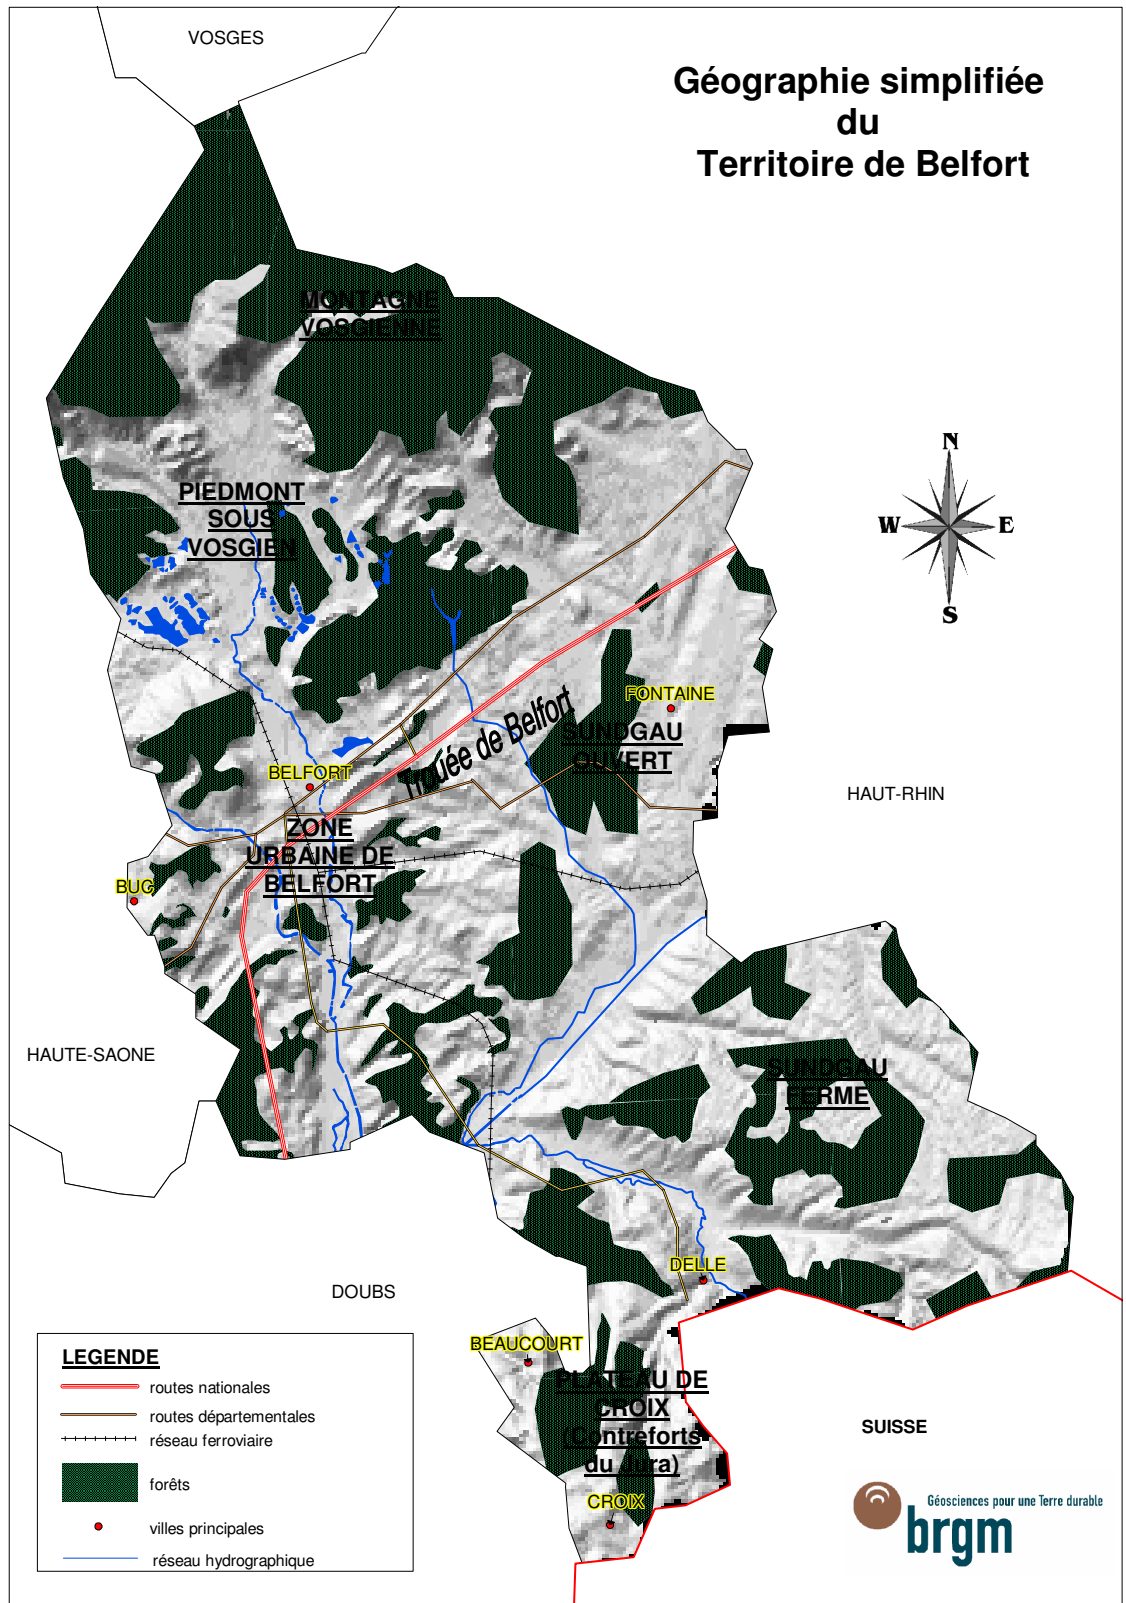 VOSGES
Géographie simplifiée
du
Territoire de Belfort
MONTAGNE
VOSGIENNE
N
W
E
S
PIEDMONT
SOUS
VOSGIEN
FONTAINE
Trouée de Belfort
SUNDGAU
OUVERT
BELFORT
HAUT-RHIN
ZONE
URBAINE DE
BELFORT
BUC
HAUTE-SAONE
SUNDGAU
FERME
DELLE
DOUBS
BEAUCOURT
PLATEAU DE
CROIX
(Contreforts
du Jura)
CROIX
SUISSE
LEGENDE
routes nationales
routes départementales
réseau ferroviaire
forêts
villes principales
réseau hydrographique
Géosciences pour une Terre durable
brgm